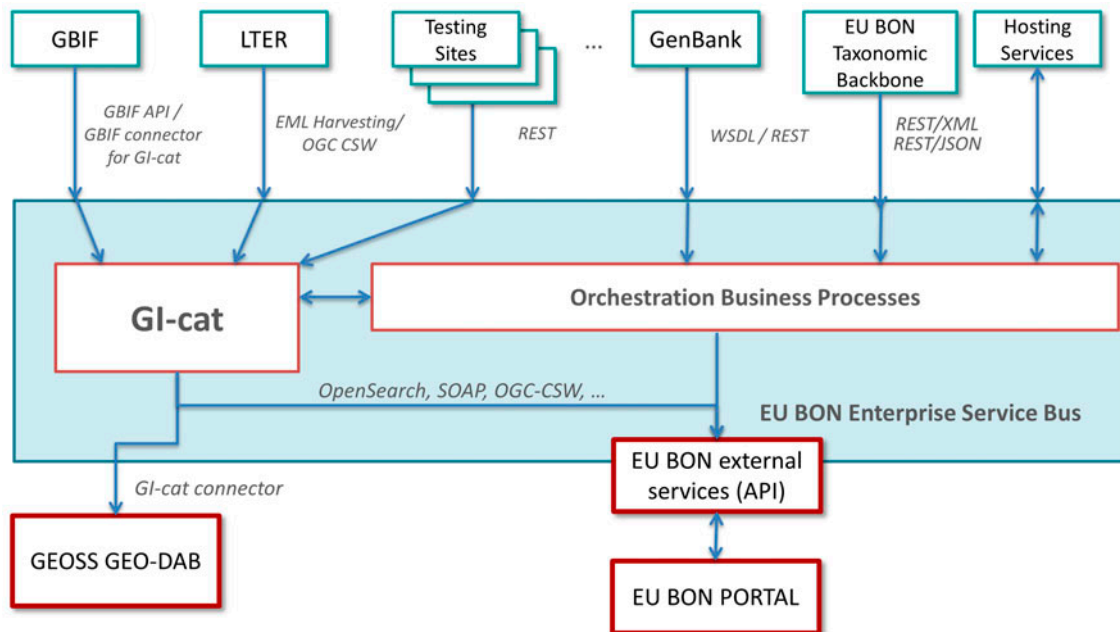 GBIF
LTER
Testing
Sites
...
GenBank
EU BON
Taxonomic
Backbone
Hosting
Services
GBIF API /
GBIF connector
for GI-cat
EML Harvesting/
OGC CSW
REST
WSDL / REST
REST/XML
REST/JSON
GI-cat
Orchestration Business Processes
OpenSearch, SOAP, OGC-CSW, ...
EU BON Enterprise Service Bus
EU BON external
services (API)
GI-cat connector
GEOSS GEO-DAB
EU BON PORTAL